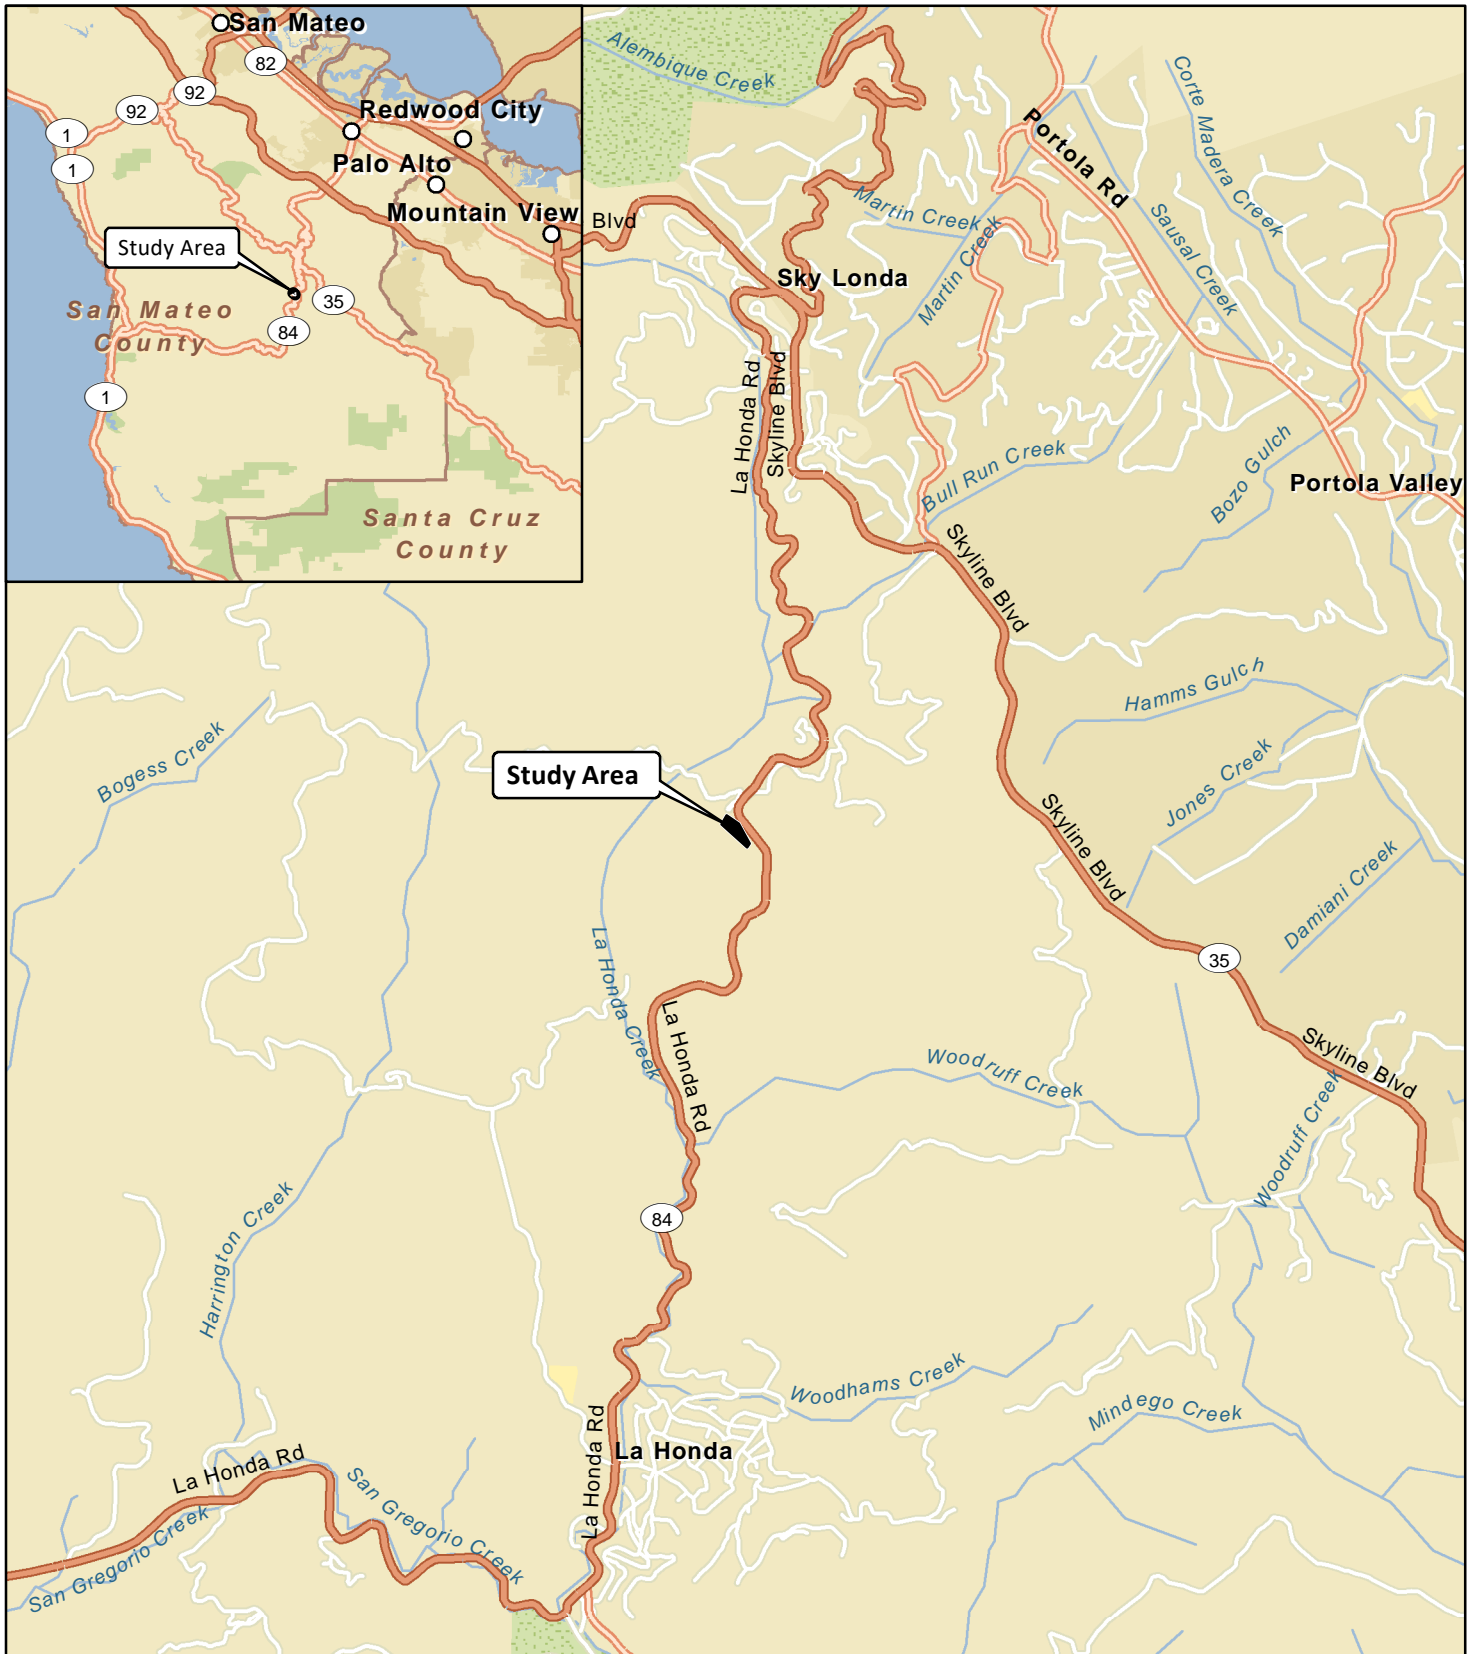 San Mateo
82
92
92
Redwood City
1
1
Palo Alto
Mountain View
Study Area
35
San Mateo
County
84
1
Santa Cruz
County
Alembique Creek
Corte Madera Creek
Portola Rd
Martin Creek
Martin Creek
Sausal Creek
Blvd
Sky Londa
La Honda Rd
Skyline Blvd
Bull Run Creek
Bozo Gulch
Portola Valley
Skyline Blvd
Hamms Gulch
Bogess Creek
Study Area
Jones Creek
Skyline Blvd
Damiani Creek
La Honda Creek
35
La Honda Rd
Woodruff Creek
Skyline Blvd
Woodruff Creek
Harrington Creek
84
Woodhams Creek
Mindego Creek
La Honda Rd
La Honda
La Honda Rd
San Gregorio Creek
San Gregorio Creek